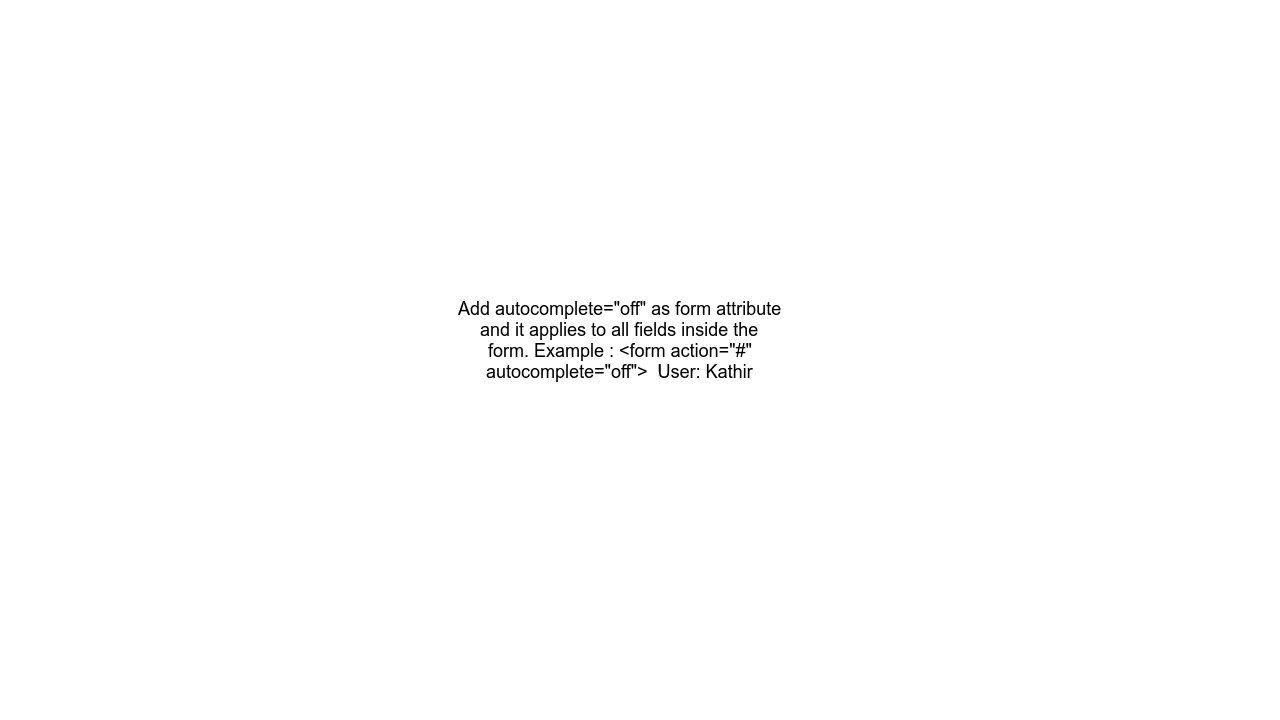 Add autocomplete="off" as form attribute
and it applies to all fields inside the
form. Example : <form action="#"
autocomplete="off">  User: Kathir